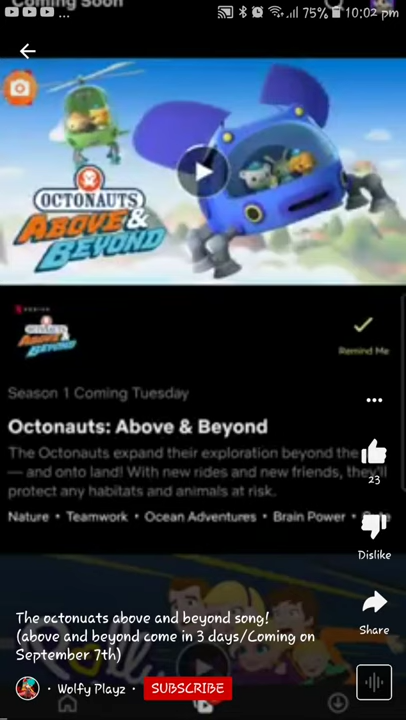 Coming Soon
75% 10:02 pm
OCTONAUTS
ABOVE &
BEYOND
OCTONAUTS
ABOVE &
BEYOND
Remind Me
Season 1 Coming Tuesday
Octonauts: Above & Beyond
The Octonauts expand their exploration beyond the
— and onto land! With new rides and new friends, they'll
protect any habitats and animals at risk.
Nature • Teamwork • Ocean Adventures • Brain Power •
23
Dislike
Share
The octonuats above and beyond song!
(above and beyond come in 3 days/Coming on
September 7th)
• Wolfy Playz • SUBSCRIBE